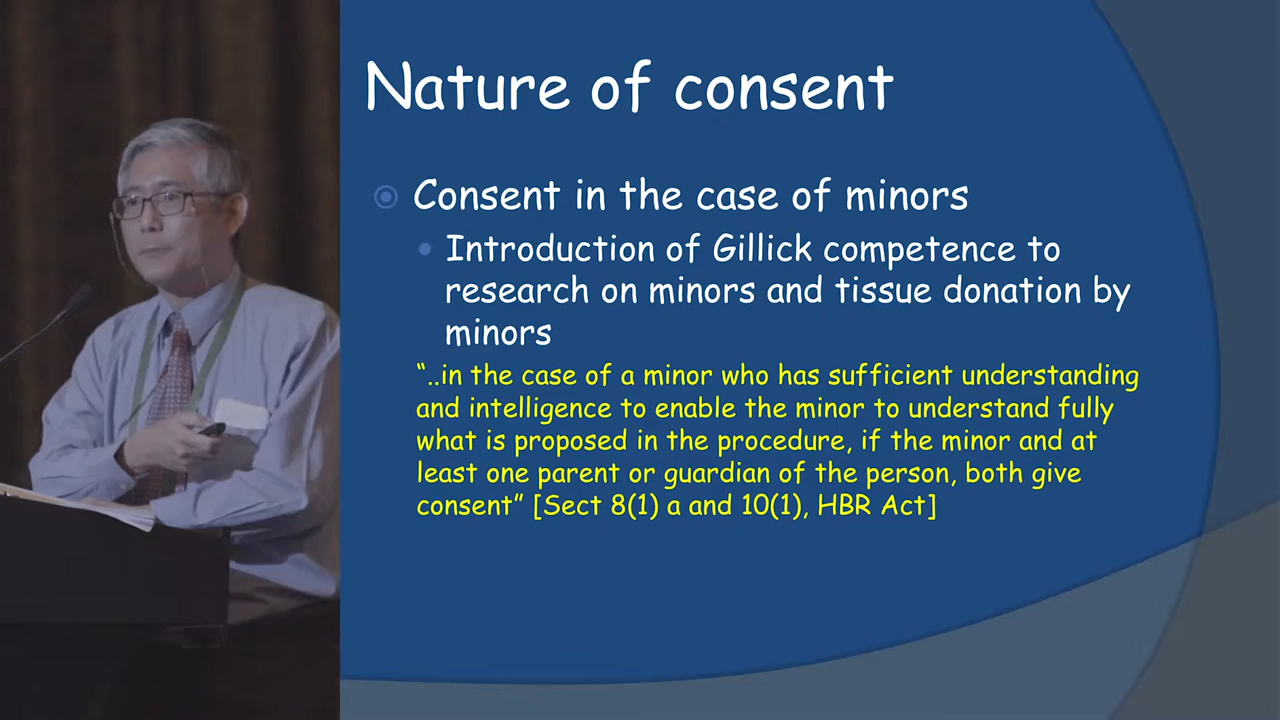 Nature of consent
Consent in the case of minors
Introduction of Gillick competence to
research on minors and tissue donation by
minors
“..in the case of a minor who has sufficient understanding
and intelligence to enable the minor to understand fully
what is proposed in the procedure, if the minor and at
least one parent or guardian of the person, both give
consent” [Sect 8(1) a and 10(1), HBR Act]